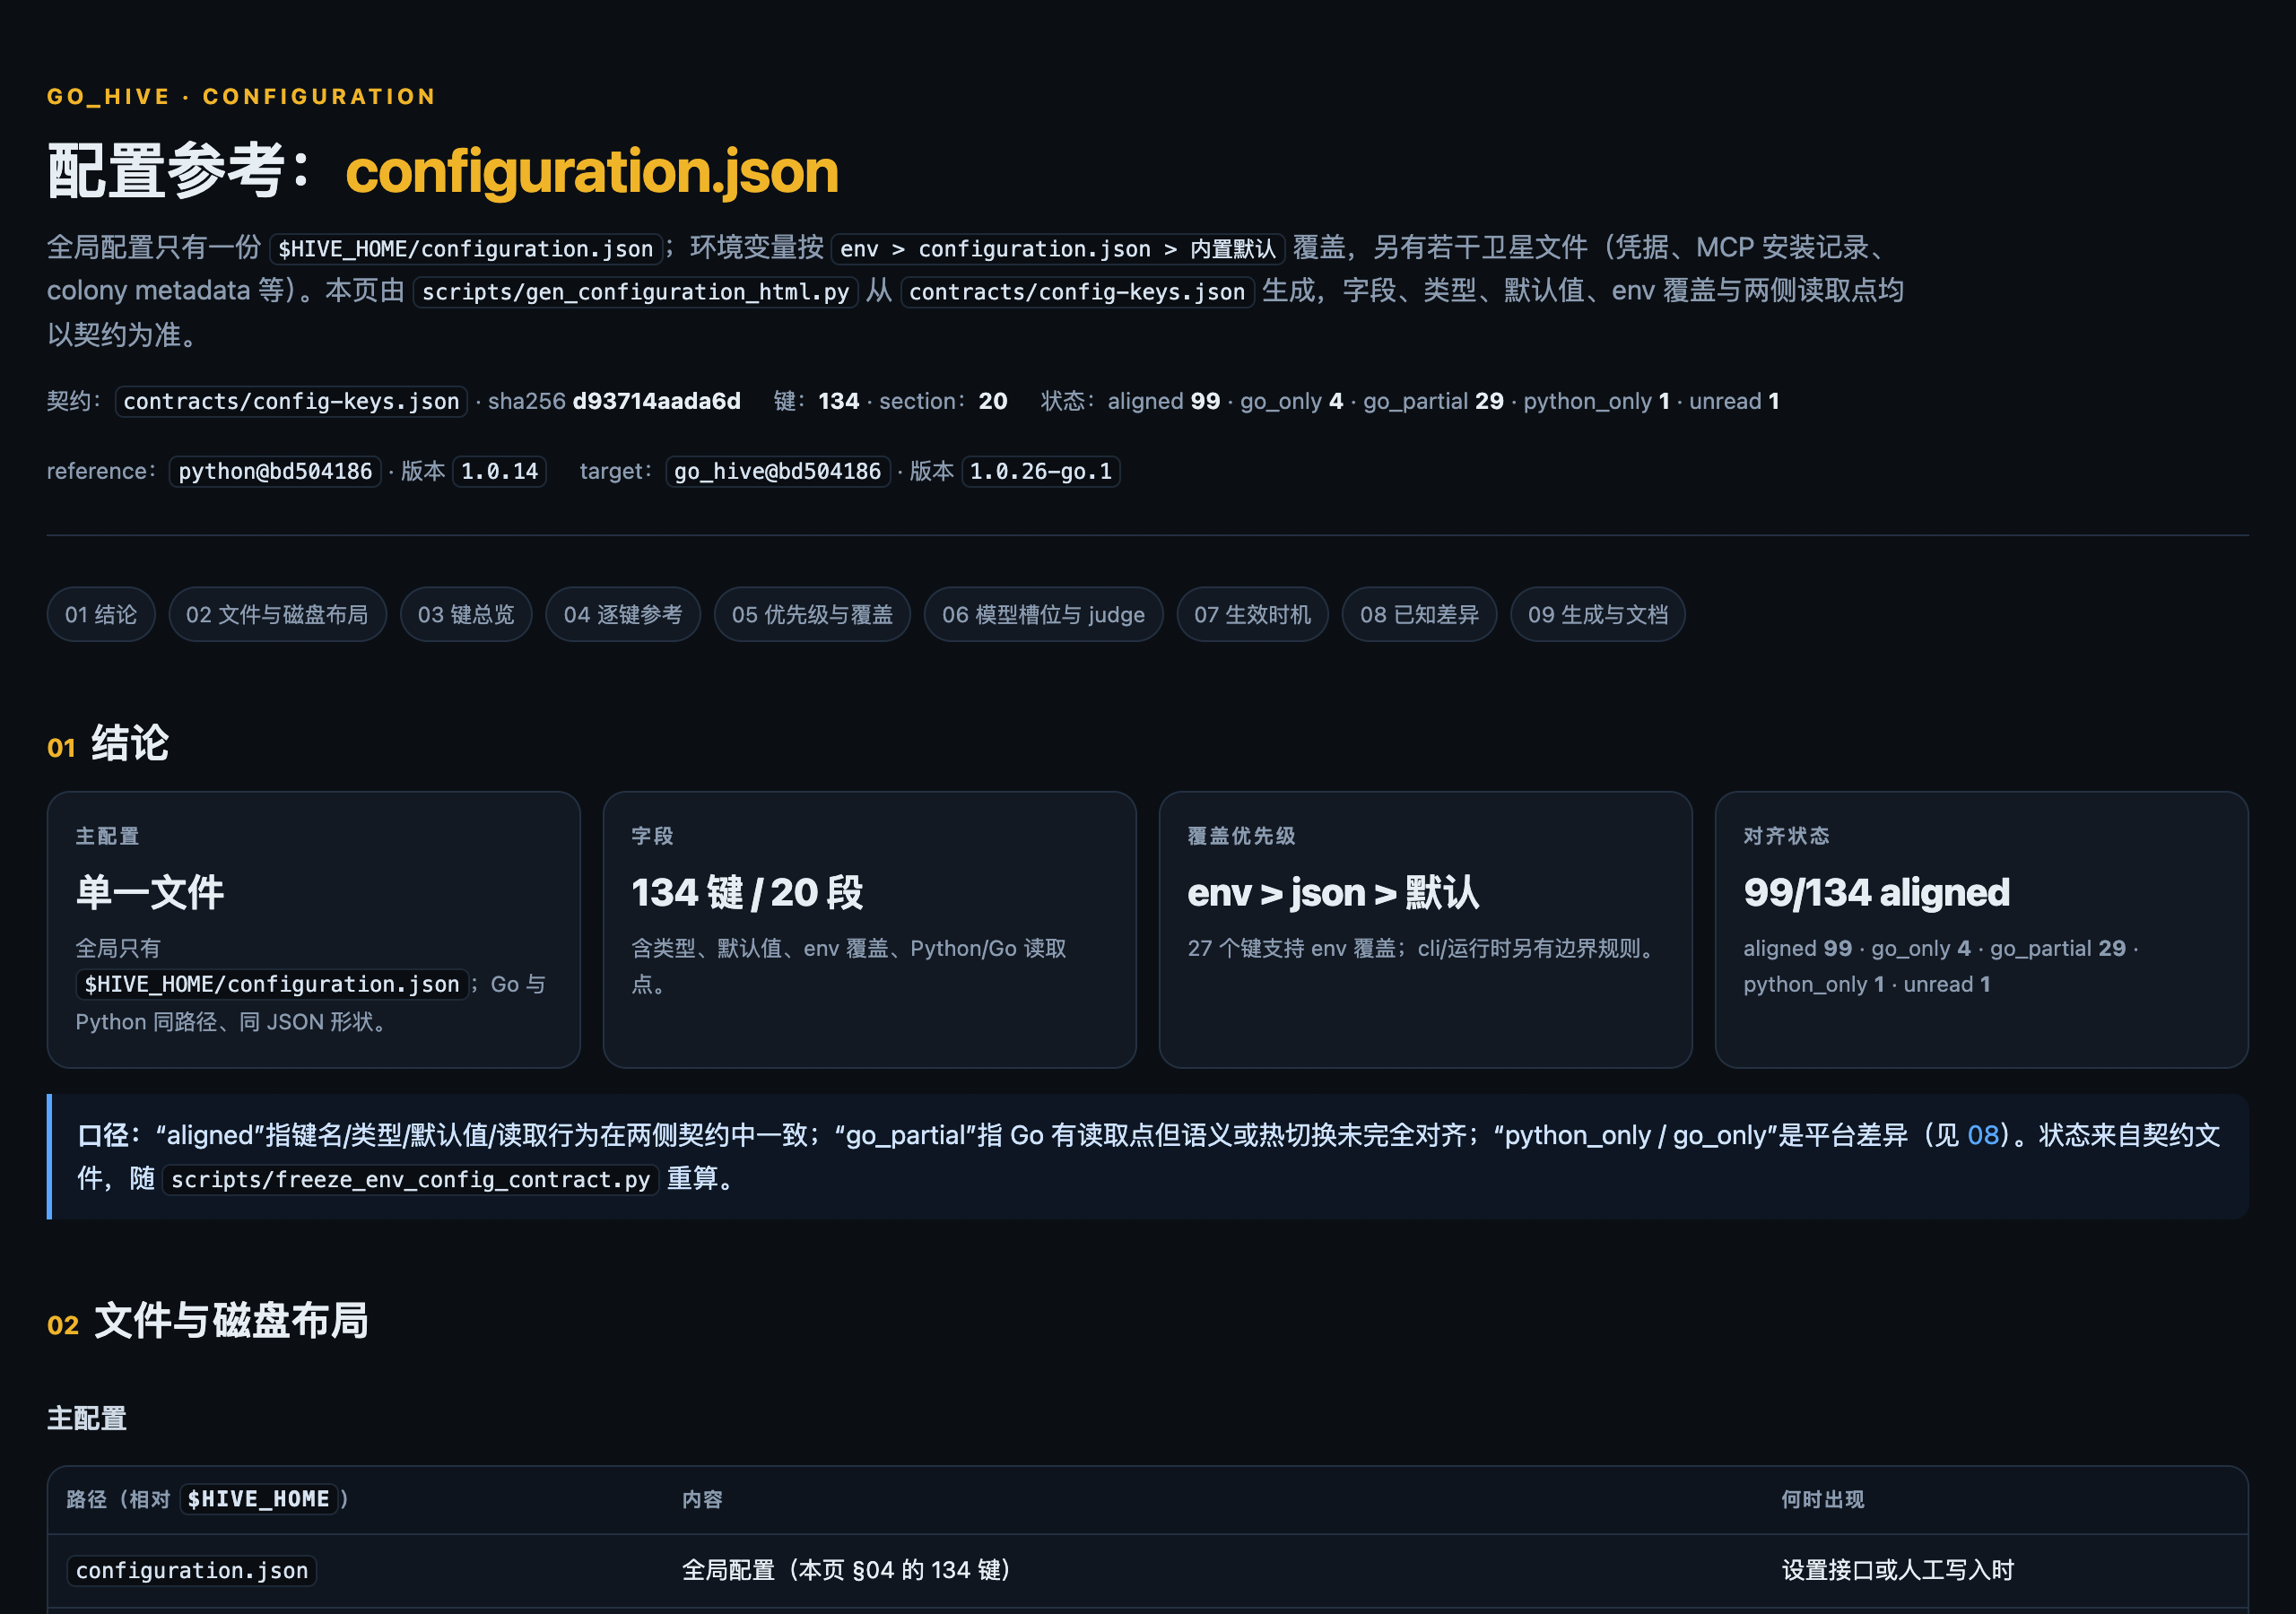 GO_HIVE · CONFIGURATION
配置参考：configuration.json
全局配置只有一份 $HIVE_HOME/configuration.json；环境变量按 env > configuration.json > 内置默认 覆盖，另有若干卫星文件（凭据、MCP 安装记录、
colony metadata 等）。本页由 scripts/gen_configuration_html.py 从 contracts/config-keys.json 生成，字段、类型、默认值、env 覆盖与两侧读取点均
以契约为准。
契约：contracts/config-keys.json · sha256 d93714aada6d 键：134 · section：20 状态：aligned 99 · go_only 4 · go_partial 29 · python_only 1 · unread 1
reference：python@bd504186 · 版本 1.0.14 target：go_hive@bd504186 · 版本 1.0.26-go.1
01 结论 02 文件与磁盘布局 03 键总览 04 逐键参考 05 优先级与覆盖 06 模型槽位与 judge 07 生效时机 08 已知差异 09 生成与文档
01 结论
主配置
单一文件
全局只有
$HIVE_HOME/configuration.json；Go 与
Python 同路径、同 JSON 形状。
字段
134 键 / 20 段
含类型、默认值、env 覆盖、Python/Go 读取
点。
覆盖优先级
env > json > 默认
27 个键支持 env 覆盖；cli/运行时另有边界规则。
对齐状态
99/134 aligned
aligned 99 · go_only 4 · go_partial 29 ·
python_only 1 · unread 1
口径：“aligned”指键名/类型/默认值/读取行为在两侧契约中一致；“go_partial”指 Go 有读取点但语义或热切换未完全对齐；“python_only / go_only”是平台差异（见 08）。状态来自契约文
件，随 scripts/freeze_env_config_contract.py 重算。
02 文件与磁盘布局
主配置
路径（相对 $HIVE_HOME） 内容 何时出现
configuration.json 全局配置（本页 §04 的 134 键） 设置接口或人工写入时